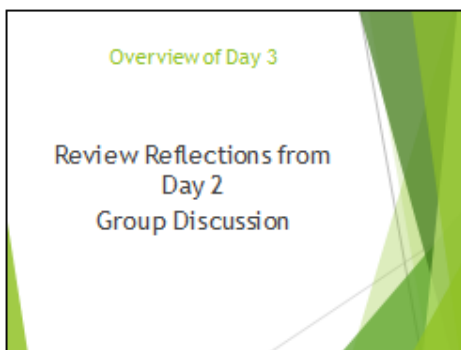 Overview of Day 3
Review Reflections from
Day 2
Group Discussion